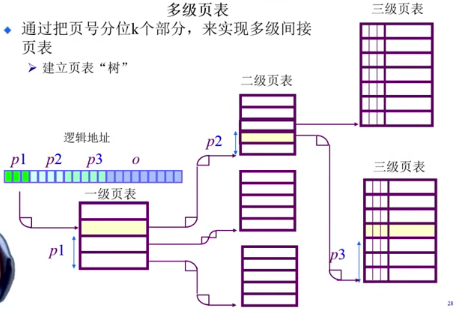 多级页表
通过把页号分位k个部分，来实现多级间接
页表
建立页表“树”
三级页表
二级页表
逻辑地址
p1 p2 p3 o
p2
一级页表
三级页表
p1
p3
28